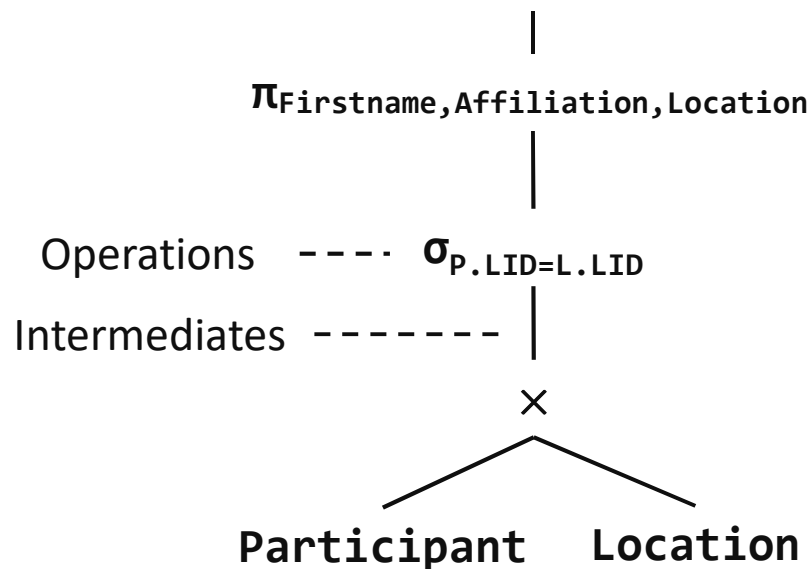 πFirstname,Affiliation,Location
Operations ---- σP.LID=L.LID
Intermediates -------
×
Participant Location